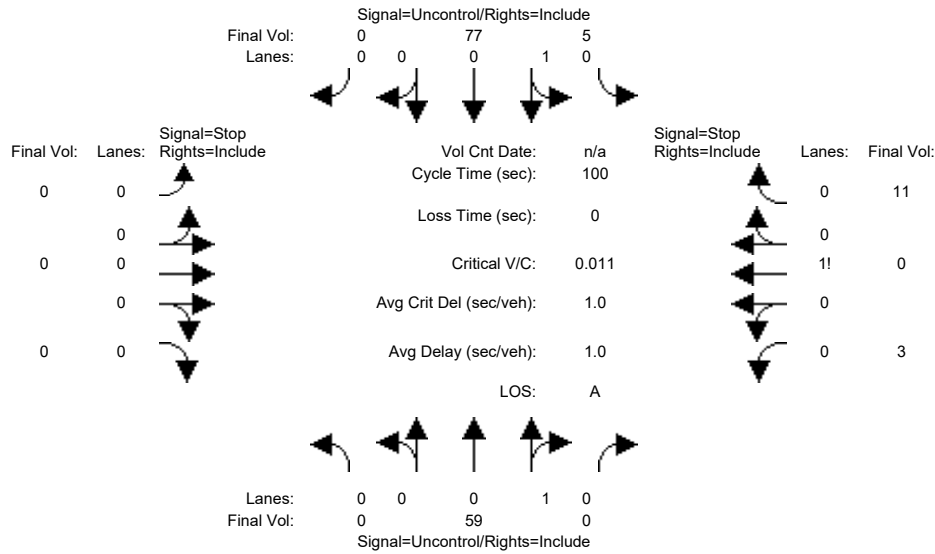 Signal=Uncontrol/Rights=Include
Final Vol: 0 77 5
Lanes: 0 0 0 1 0
Signal=Stop
Final Vol: Lanes: Rights=Include
0 0
0
0 0
0
0 0
Vol Cnt Date: n/a
Cycle Time (sec): 100
Loss Time (sec): 0
Critical V/C: 0.011
Avg Crit Del (sec/veh): 1.0
Avg Delay (sec/veh): 1.0
LOS: A
Signal=Stop
Rights=Include Lanes: Final Vol:
0 11
0
1! 0
0
0 3
Lanes: 0 0 0 1 0
Final Vol: 0 59 0
Signal=Uncontrol/Rights=Include